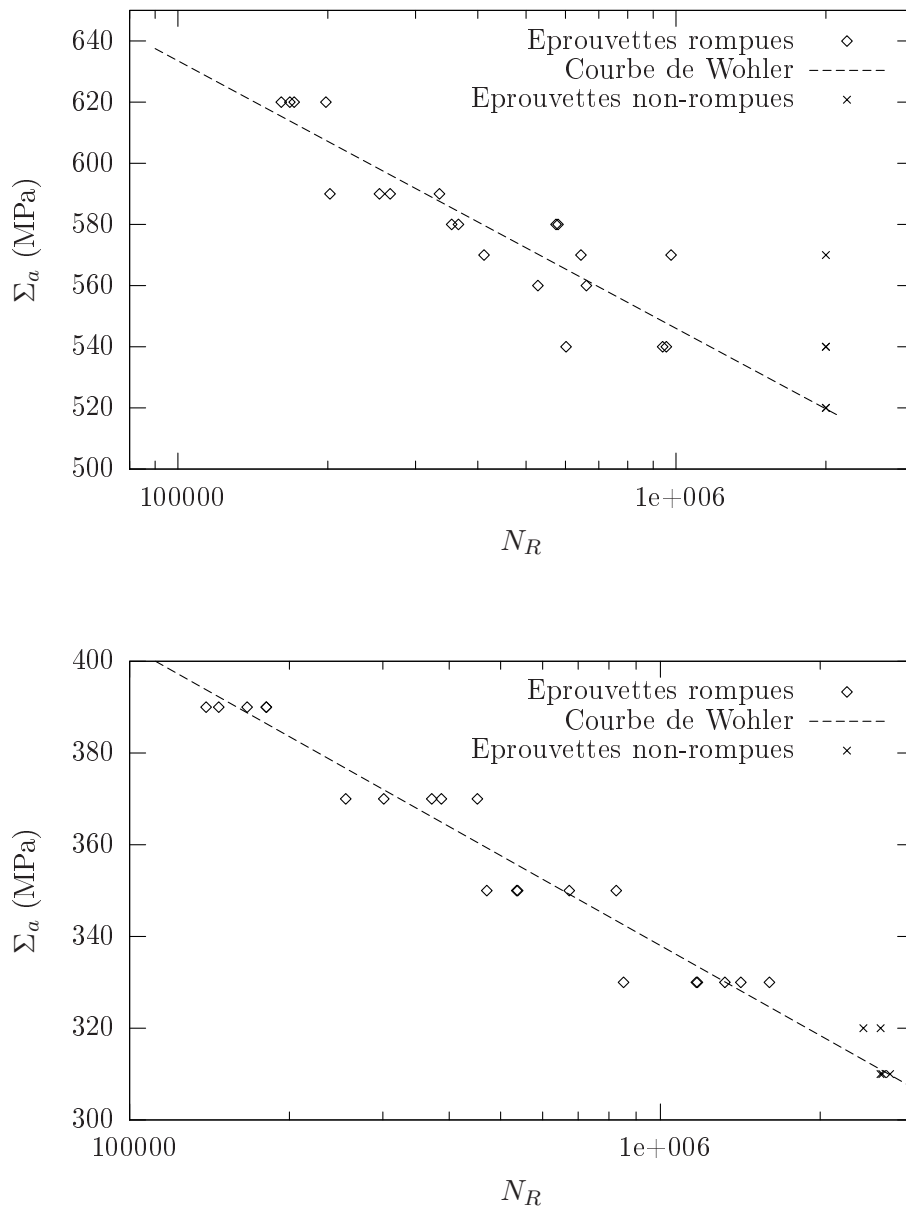 640
620
600
580
560
540
520
500
Σa (MPa)
Eprouvettes rompues
Courbe de Wohler
Eprouvettes non-rompues
100000
1e+006
NR
400
380
360
340
320
300
Σa (MPa)
Eprouvettes rompues
Courbe de Wohler
Eprouvettes non-rompues
100000
1e+006
NR